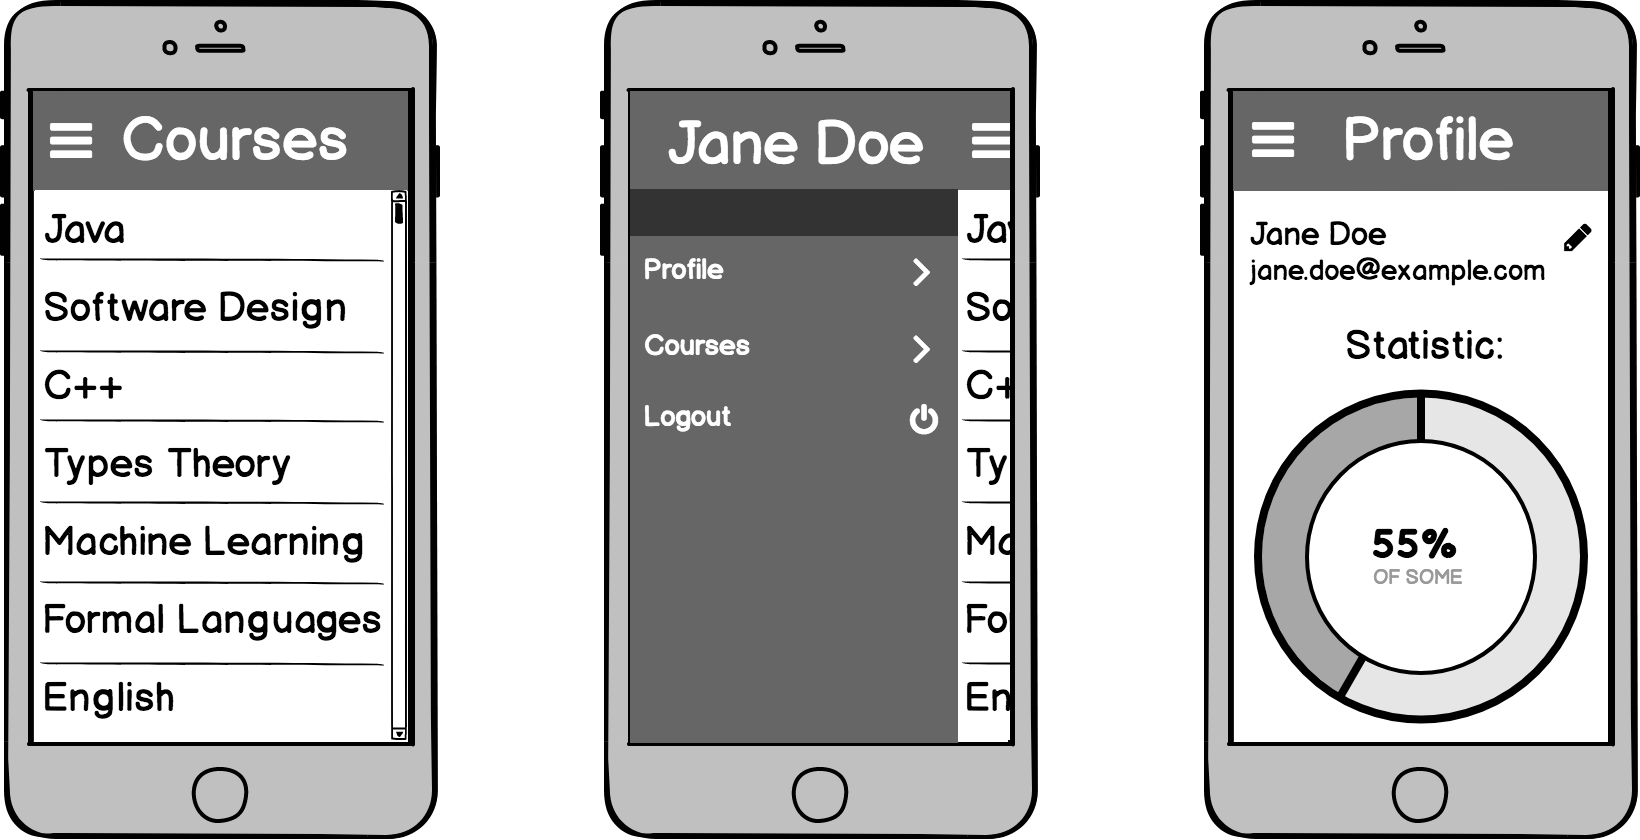 Courses
Java
Software Design
C++
Types Theory
Machine Learning
Formal Languages
English
Jane Doe
Profile
Courses
Logout
Jav
So
C+
Ty
Ma
Fo
En
Profile
Jane Doe
jane.doe@example.com
Statistic:
55%
OF SOME